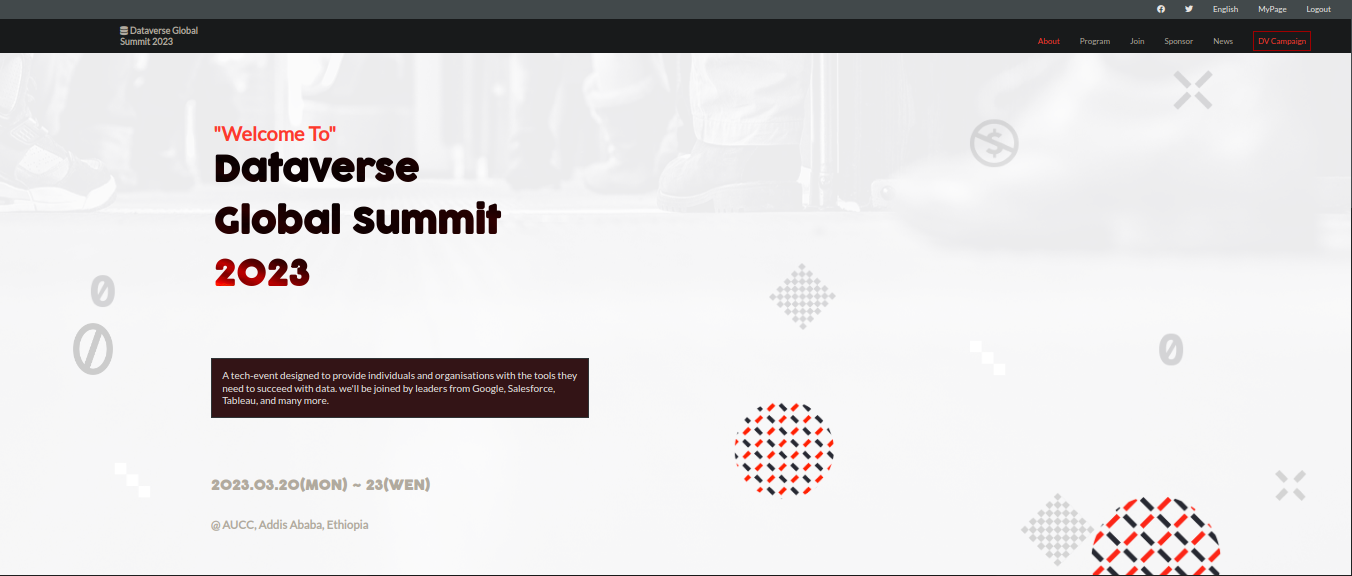 English MyPage Logout
Dataverse Global
Summit 2023
About Program Join Sponsor News DV Campaign
"Welcome To"
Dataverse
Global Summit
2023
A tech-event designed to provide individuals and organisations with the tools they
need to succeed with data. we'll be joined by leaders from Google, Salesforce,
Tableau, and many more.
2023.03.20(MON) ~ 23(WEN)
@ AUCC, Addis Ababa, Ethiopia
0
0
0